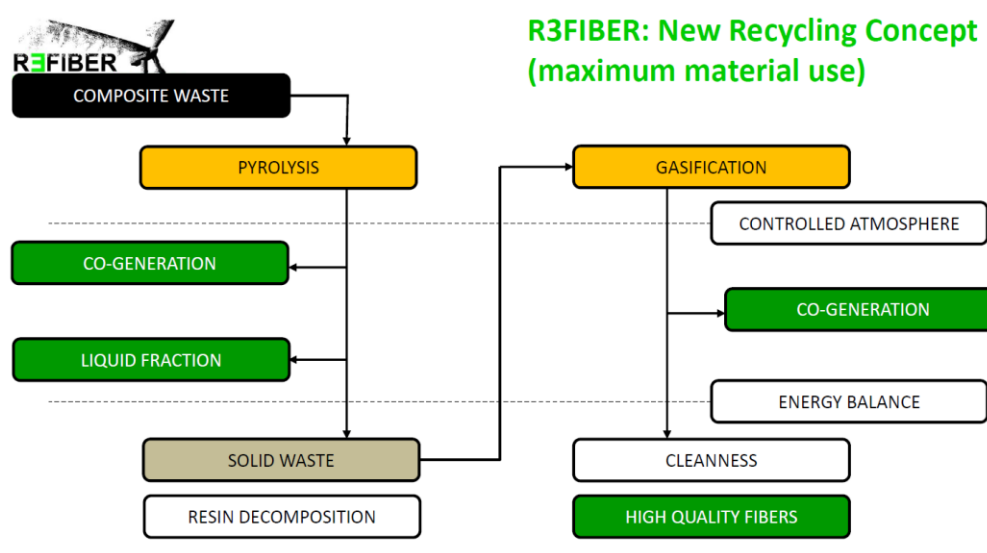 R3FIBER: New Recycling Concept
(maximum material use)
R3FIBER
COMPOSITE WASTE
PYROLYSIS
GASIFICATION
CONTROLLED ATMOSPHERE
CO-GENERATION
CO-GENERATION
LIQUID FRACTION
ENERGY BALANCE
SOLID WASTE
CLEANNESS
RESIN DECOMPOSITION
HIGH QUALITY FIBERS